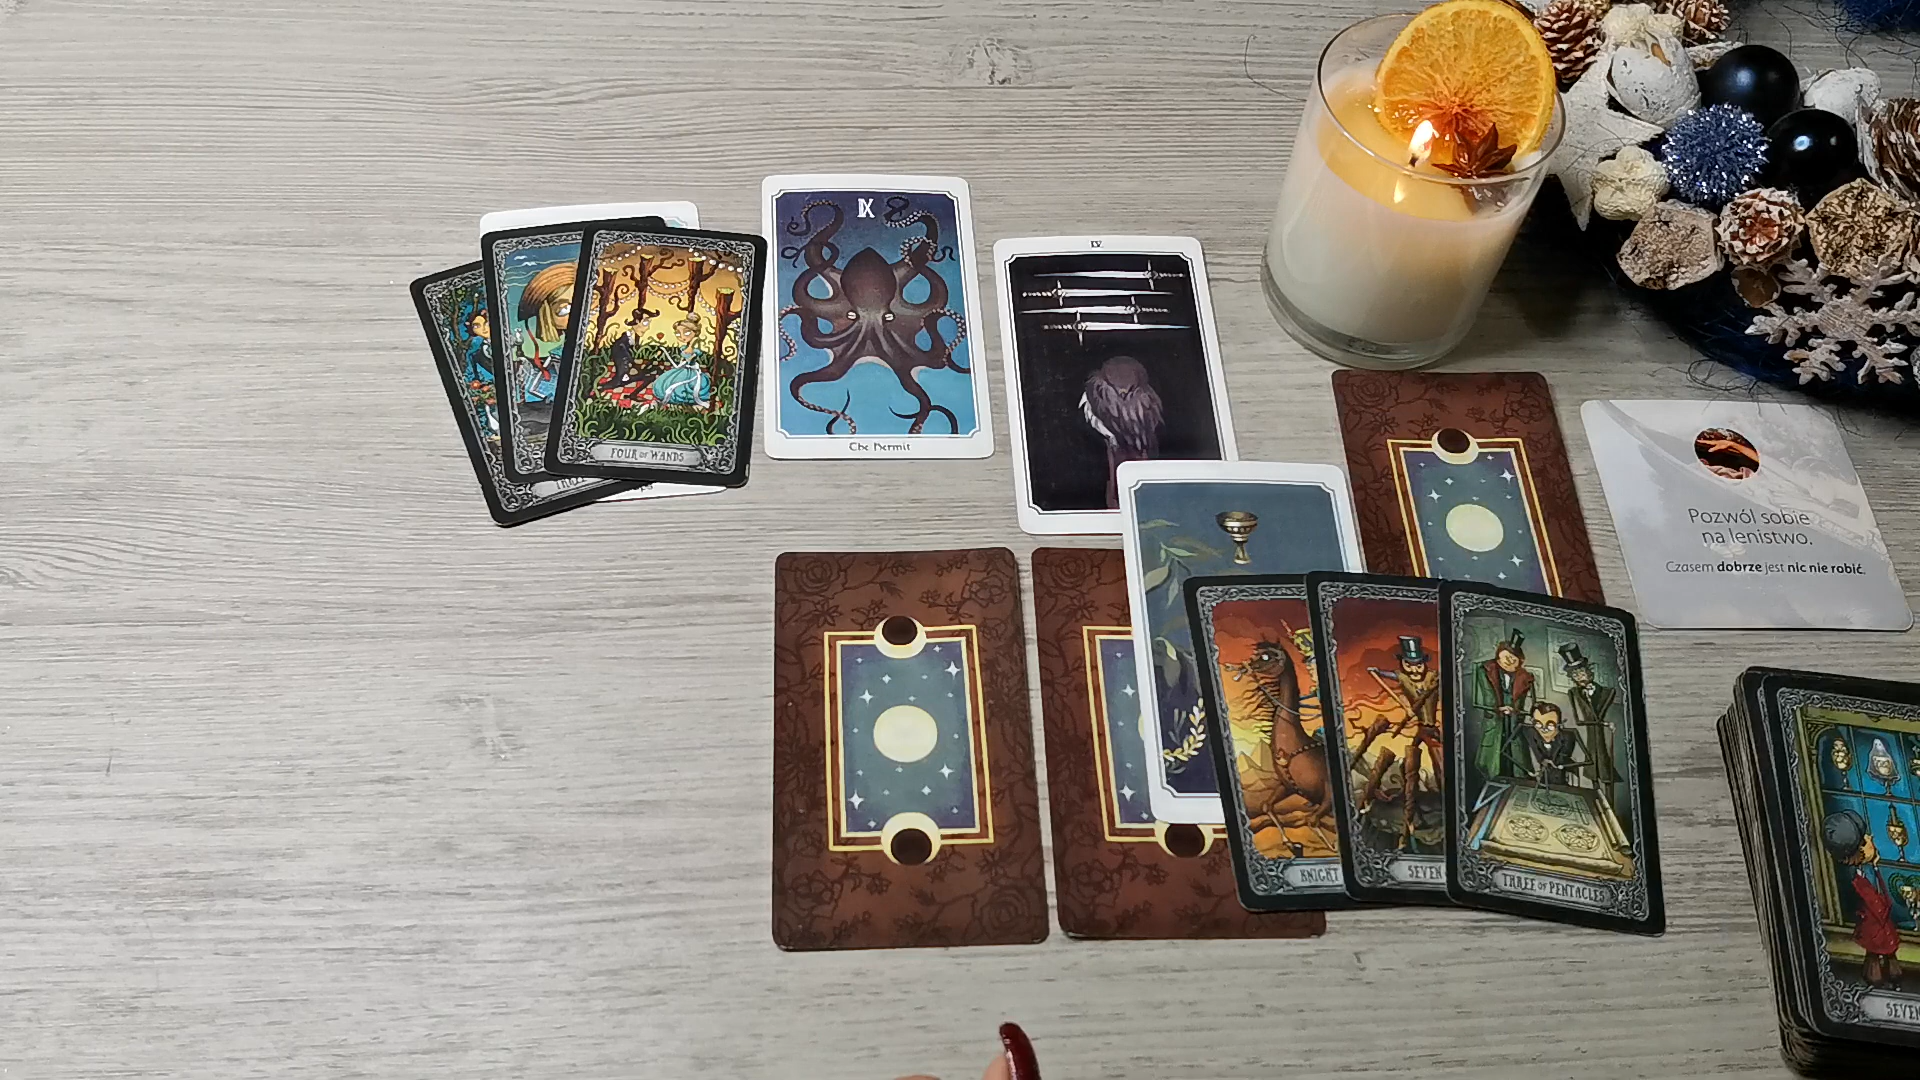 IX
The Hermit
IV
FOUR OF WANDS
Pozwól sobie
na lenistwo.
Czasem dobrze jest nic nie robić.
KNIGHT
SEVEN
THREE OF PENTACLES
SEVEN